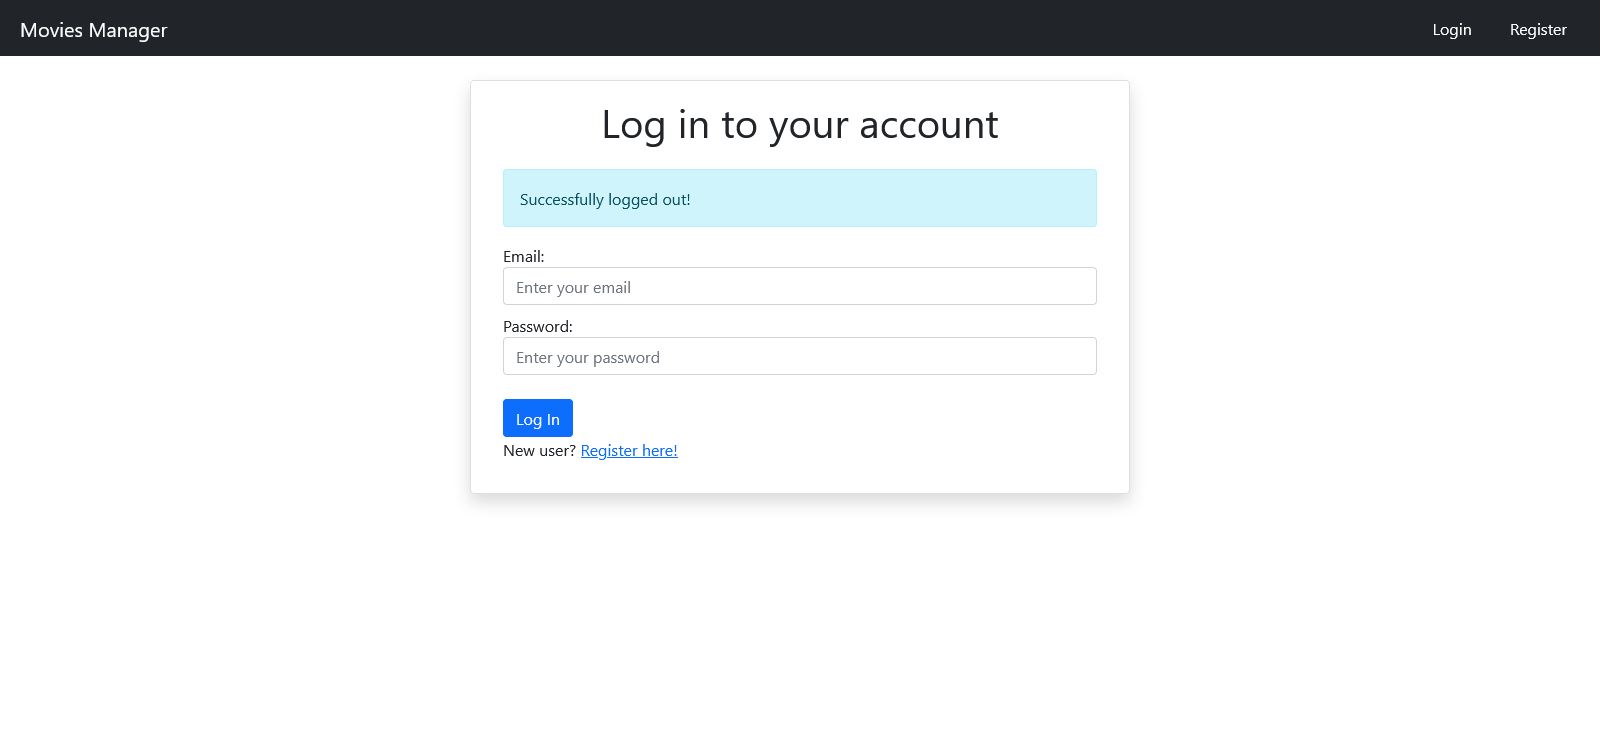 Movies Manager
Login
Register
Log in to your account
Successfully logged out!
Email:
Enter your email
Password:
Enter your password
Log In
New user? Register here!